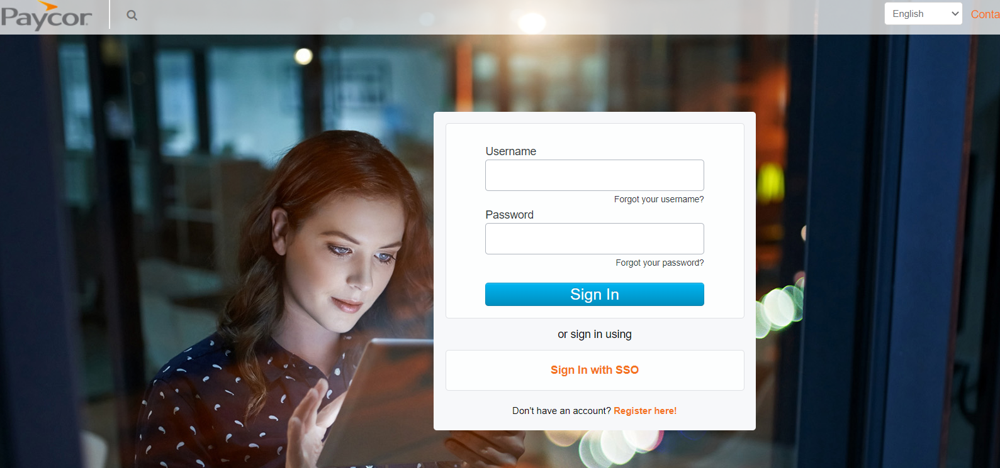 Paycor
English
Conta
Username
Forgot your username?
Password
Forgot your password?
Sign In
or sign in using
Sign In with SSO
Don't have an account? Register here!